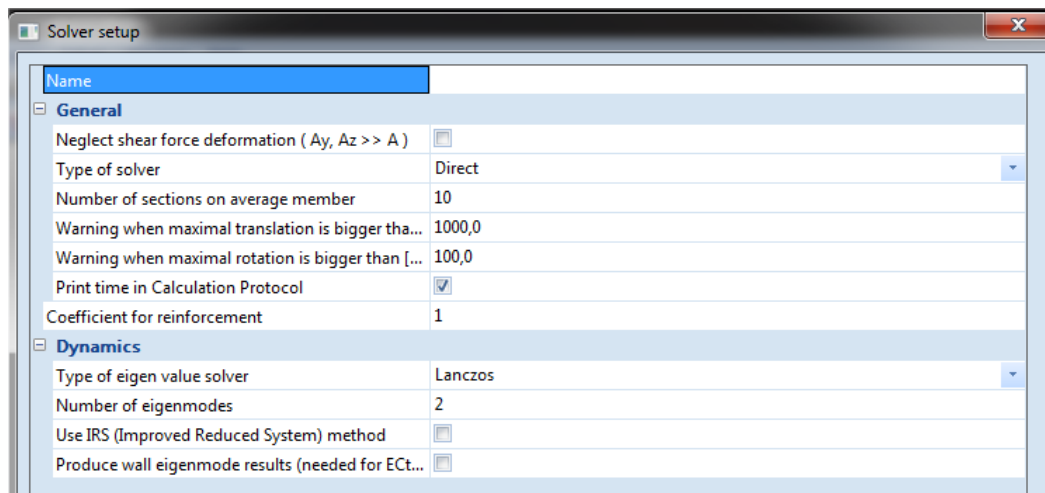 Solver setup
Name
General
Neglect shear force deformation ( Ay, Az >> A )
Type of solver Direct
Number of sections on average member 10
Warning when maximal translation is bigger tha... 1000,0
Warning when maximal rotation is bigger than [... 100,0
Print time in Calculation Protocol
Coefficient for reinforcement 1
Dynamics
Type of eigen value solver Lanczos
Number of eigenmodes 2
Use IRS (Improved Reduced System) method
Produce wall eigenmode results (needed for ECt...